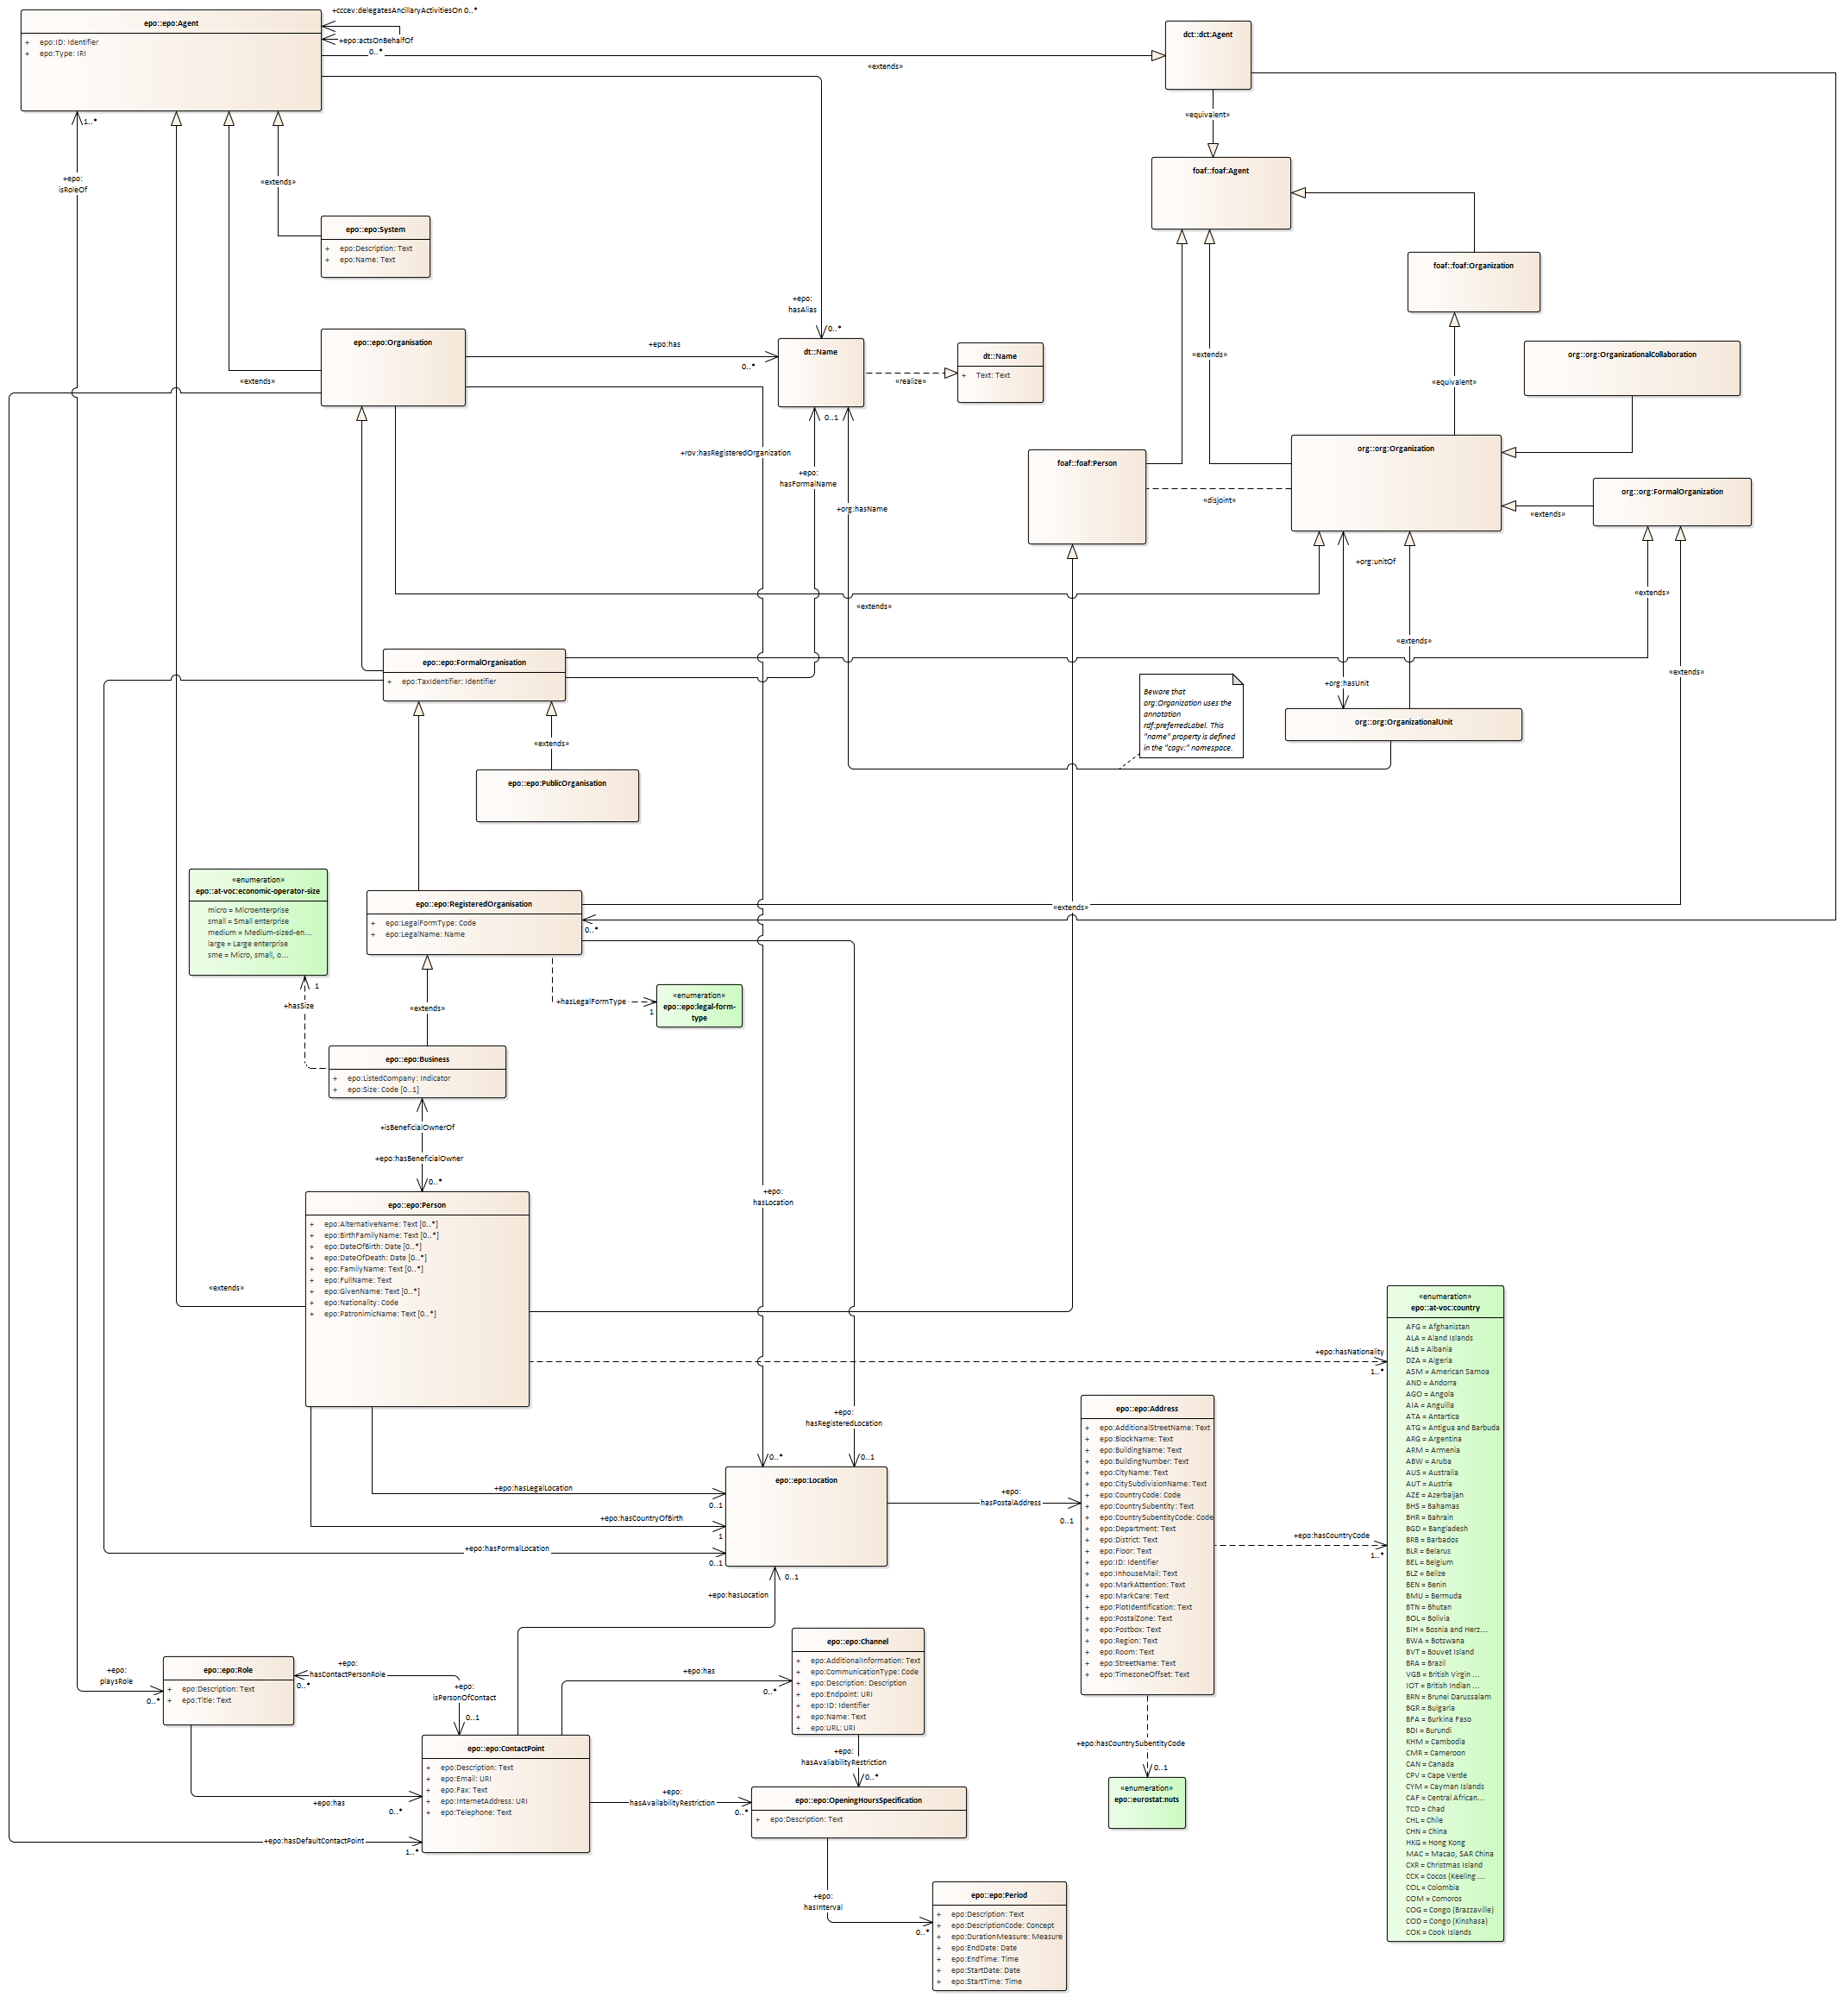 +cccev:delegatesAncillaryActivitiesOn 0..*
epo::epo:Agent
+ epo:ID: Identifier
+ epo:Type: IRI
+epo:actsOnBehalfOf
0..*
«extends»
dct::dct:Agent
«equivalent»
foaf::foaf:Agent
1..*
+epo:
isRoleOf
«extends»
epo::epo:System
+ epo:Description: Text
+ epo:Name: Text
foaf::foaf:Organization
+epo:
hasAlias
0..*
epo::epo:Organisation
+epo:has
0..*
dt::Name
«realize»
dt::Name
+ Text: Text
«extends»
org::org:OrganizationalCollaboration
«extends»
«equivalent»
0..1
+rov:hasRegisteredOrganization
+epo:
hasFormalName
+org:hasName
foaf::foaf:Person
«disjoint»
org::org:Organization
org::org:FormalOrganization
«extends»
+org:unitOf
«extends»
«extends»
«extends»
«extends»
epo::epo:FormalOrganisation
+ epo:TaxIdentifier: Identifier
+org:hasUnit
Beware that
org:Organization uses the
annotation
rdf:preferredLabel. This
"name" property is defined
in the "cagv:" namespace.
org::org:OrganizationalUnit
«extends»
epo::epo:PublicOrganisation
«enumeration»
epo::at-voc:economic-operator-size
micro = Microenterprise
small = Small enterprise
medium = Medium-sized-en...
large = Large enterprise
sme = Micro, small, o...
epo::epo:RegisteredOrganisation
+ epo:LegalFormType: Code
+ epo:LegalName: Name
«extends»
0..*
1
+hasSize
+hasLegalFormType
1
«enumeration»
epo::epo:legal-form-
type
«extends»
epo::epo:Business
+ epo:ListedCompany: Indicator
+ epo:Size: Code [0..1]
+isBeneficialOwnerOf
+epo:hasBeneficialOwner
0..*
epo::epo:Person
+ epo:AlternativeName: Text [0..*]
+ epo:BirthFamilyName: Text [0..*]
+ epo:DateOfBirth: Date [0..*]
+ epo:DateOfDeath: Date [0..*]
+ epo:FamilyName: Text [0..*]
+ epo:FullName: Text
+ epo:GivenName: Text [0..*]
+ epo:Nationality: Code
+ epo:PatronimicName: Text [0..*]
«extends»
+epo:
hasLocation
+epo:hasNationality
1..*
«enumeration»
epo::at-voc:country
AFG = Afghanistan
ALA = Aland Islands
ALB = Albania
DZA = Algeria
ASM = American Samoa
AND = Andorra
AGO = Angola
AIA = Anguilla
ATA = Antartica
ATG = Antigua and Barbuda
ARG = Argentina
ARM = Armenia
ABW = Aruba
AUS = Australia
AUT = Austria
AZE = Azerbaijan
BHS = Bahamas
BHR = Bahrain
BGD = Bangladesh
BRB = Barbados
BLR = Belarus
BEL = Belgium
BLZ = Belize
BEN = Benin
BMU = Bermuda
BTN = Bhutan
BOL = Bolivia
BIH = Bosnia and Herz...
BWA = Botswana
BVT = Bouvet Island
BRA = Brazil
VGB = British Virgin ...
IOT = British Indian ...
BRN = Brunei Darussalam
BGR = Bulgaria
BFA = Burkina Faso
BDI = Burundi
KHM = Cambodia
CMR = Cameroon
CAN = Canada
CPV = Cape Verde
CYM = Cayman Islands
CAF = Central African...
TCD = Chad
CHL = Chile
CHN = China
HKG = Hong Kong
MAC = Macao, SAR China
CXR = Christmas Island
CCK = Cocos (Keeling ...
COL = Colombia
COM = Comoros
COG = Congo (Brazzaville)
COD = Congo (Kinshasa)
COK = Cook Islands
+epo:
hasRegisteredLocation
0..*
0..1
epo::epo:Location
+epo:hasLegalLocation
0..1
+epo:hasCountryOfBirth
1
+epo:hasFormalLocation
0..1
+epo:
hasPostalAddress
0..1
epo::epo:Address
+ epo:AdditionalStreetName: Text
+ epo:BlockName: Text
+ epo:BuildingName: Text
+ epo:BuildingNumber: Text
+ epo:CityName: Text
+ epo:CitySubdivisionName: Text
+ epo:CountryCode: Code
+ epo:CountrySubentity: Text
+ epo:CountrySubentityCode: Code
+ epo:Department: Text
+ epo:District: Text
+ epo:Floor: Text
+ epo:ID: Identifier
+ epo:InhouseMail: Text
+ epo:MarkAttention: Text
+ epo:MarkCare: Text
+ epo:PlotIdentification: Text
+ epo:PostalZone: Text
+ epo:Postbox: Text
+ epo:Region: Text
+ epo:Room: Text
+ epo:StreetName: Text
+ epo:TimezoneOffset: Text
+epo:hasCountryCode
1..*
0..1
+epo:hasLocation
epo::epo:Channel
+ epo:AdditionalInformation: Text
+ epo:CommunicationType: Code
+ epo:Description: Description
+ epo:Endpoint: URI
+ epo:ID: Identifier
+ epo:Name: Text
+ epo:URL: URI
+epo:
playsRole
0..*
epo::epo:Role
+ epo:Description: Text
+ epo:Title: Text
+epo:
hasContactPersonRole
0..*
+epo:
isPersonOfContact
0..1
+epo:has
0..*
epo::epo:ContactPoint
+ epo:Description: Text
+ epo:Email: URI
+ epo:Fax: Text
+ epo:InternetAddress: URI
+ epo:Telephone: Text
+epo:
hasAvaliabilityRestriction
0..*
+epo:hasCountrySubentityCode
0..1
«enumeration»
epo::eurostat:nuts
+epo:has
0..*
+epo:
hasAvailabilityRestriction
0..*
epo::epo:OpeningHoursSpecification
+ epo:Description: Text
+epo:hasDefaultContactPoint
1..*
+epo:
hasInterval
0..*
epo::epo:Period
+ epo:Description: Text
+ epo:DescriptionCode: Concept
+ epo:DurationMeasure: Measure
+ epo:EndDate: Date
+ epo:EndTime: Time
+ epo:StartDate: Date
+ epo:StartTime: Time